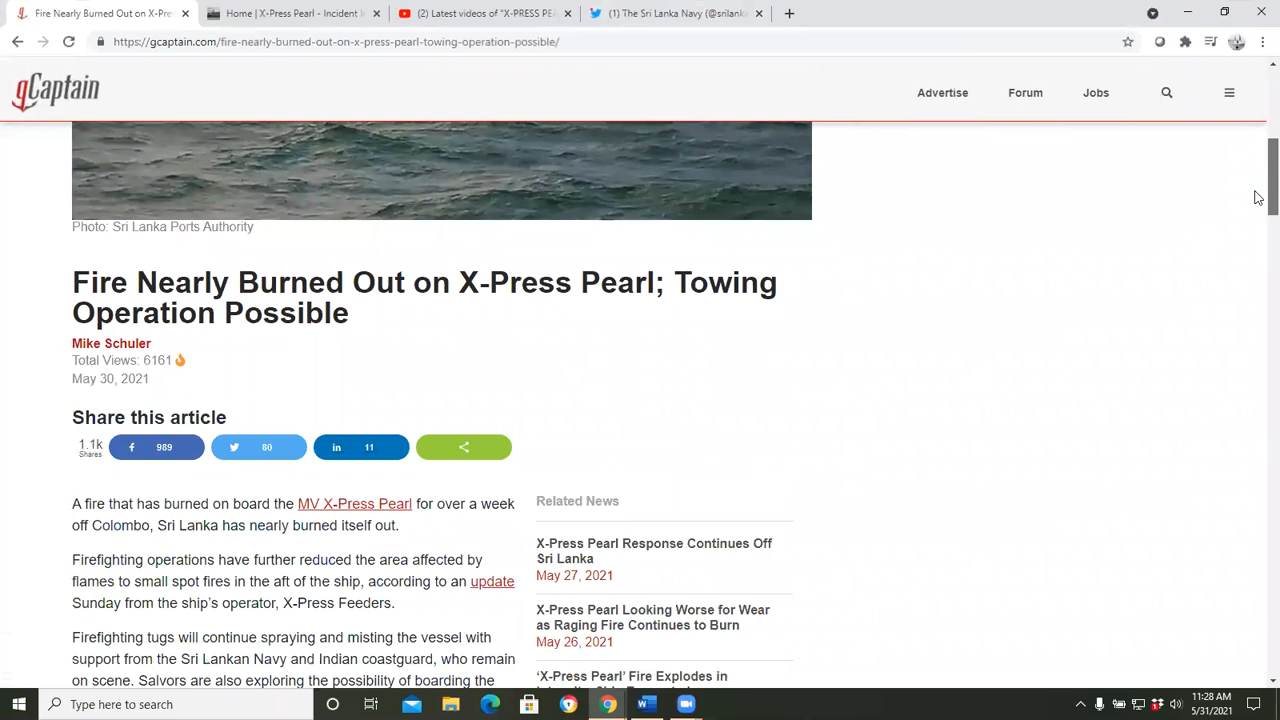 Fire Nearly Burned Out on X-Pres
Home | X-Press Pearl - Incident I
(2) Latest videos of "X-PRESS PEA
(1) The Sri Lanka Navy (@srilanka
https://gcaptain.com/fire-nearly-burned-out-on-x-press-pearl-towing-operation-possible/
gCaptain
Advertise
Forum
Jobs
Photo: Sri Lanka Ports Authority
Fire Nearly Burned Out on X-Press Pearl; Towing
Operation Possible
Mike Schuler
Total Views: 6161
May 30, 2021
Share this article
1.1k
Shares
989
80
in 11
A fire that has burned on board the MV X-Press Pearl for over a week
off Colombo, Sri Lanka has nearly burned itself out.
Firefighting operations have further reduced the area affected by
flames to small spot fires in the aft of the ship, according to an update
Sunday from the ship's operator, X-Press Feeders.
Firefighting tugs will continue spraying and misting the vessel with
support from the Sri Lankan Navy and Indian coastguard, who remain
on scene. Salvors are also exploring the possibility of boarding the
Related News
X-Press Pearl Response Continues Off
Sri Lanka
May 27, 2021
X-Press Pearl Looking Worse for Wear
as Raging Fire Continues to Burn
May 26, 2021
'X-Press Pearl' Fire Explodes in
Type here to search
11:28 AM
5/31/2021